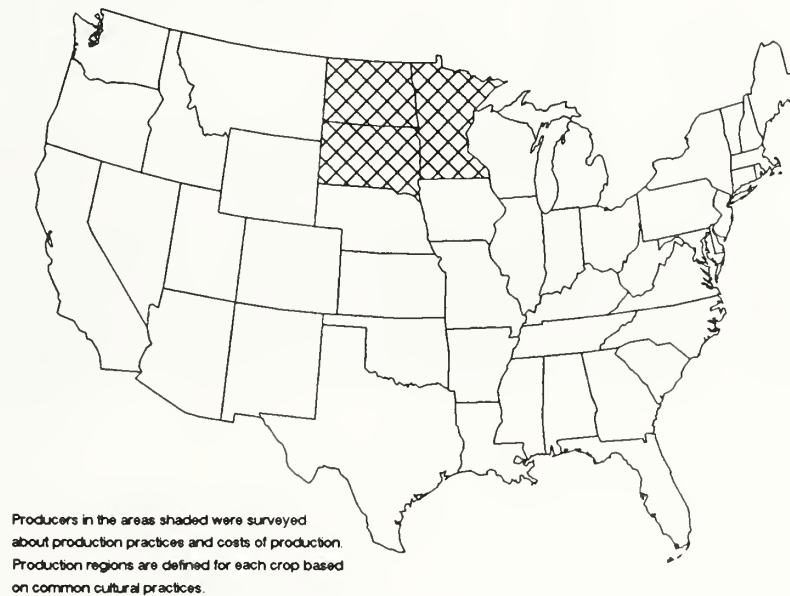 Producers in the areas shaded were surveyed
about production practices and costs of production.
Production regions are defined for each crop based
on common cultural practices.